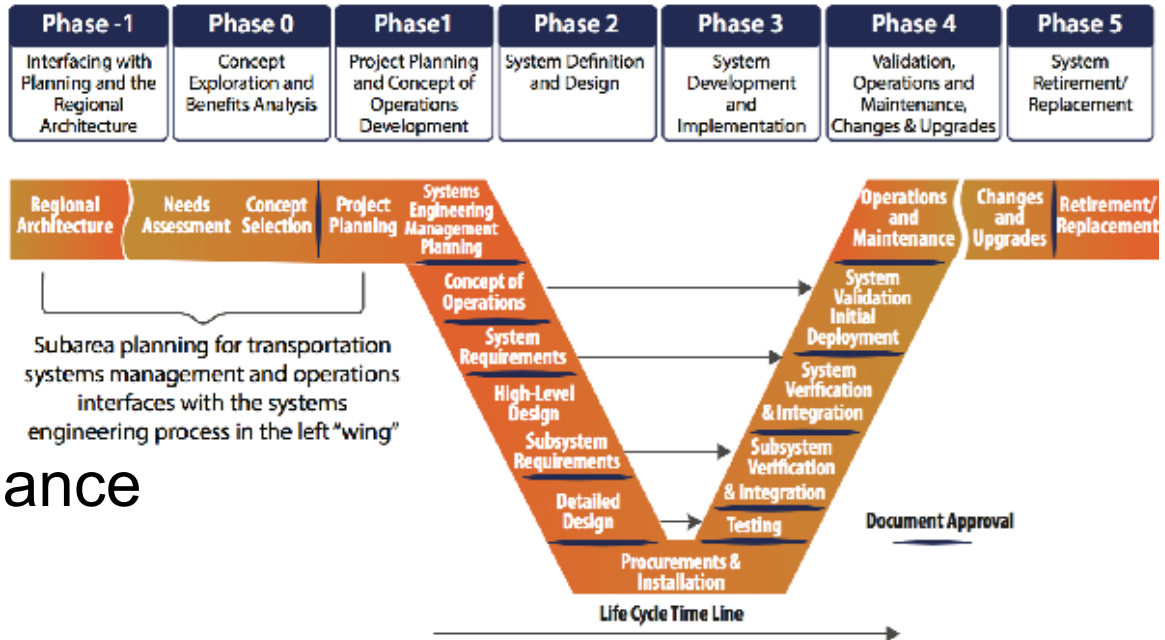 Phase -1
Interfacing with
Planning and the
Regional
Architecture
Phase 0
Concept
Exploration and
Benefits Analysis
Phase1
Project Planning
and Concept of
Operations
Development
Phase 2
System Definition
and Design
Phase 3
System
Development
and
Implementation
Phase 4
Validation,
Operations and
Maintenance,
Changes & Upgrades
Phase 5
System
Retirement/
Replacement
Regional
Architecture
Needs
Assessment
Concept
Selection
Project
Planning
Systems
Engineering
Management
Planning
Concept of
Operations
System
Requirements
High-Level
Design
Subsystem
Requirements
Detailed
Design
Procurements &
Installation
Testing
Subsystem
Verification
& Integration
System
Verification
& Integration
System
Validation
Initial
Deployment
Operations
and
Maintenance
Changes
and
Upgrades
Retirement/
Replacement
Subarea planning for transportation
systems management and operations
interfaces with the systems
engineering process in the left "wing"
ance
Document Approval
Life Cycle Time Line